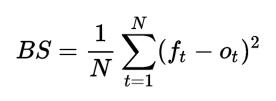 BS = \frac{1}{N} \sum_{t=1}^{N} (f_t - o_t)^2